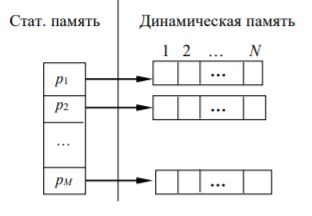 Стат. память Динамическая память
1 2 ... N
p1 ...
p2 ...
...
pM ...